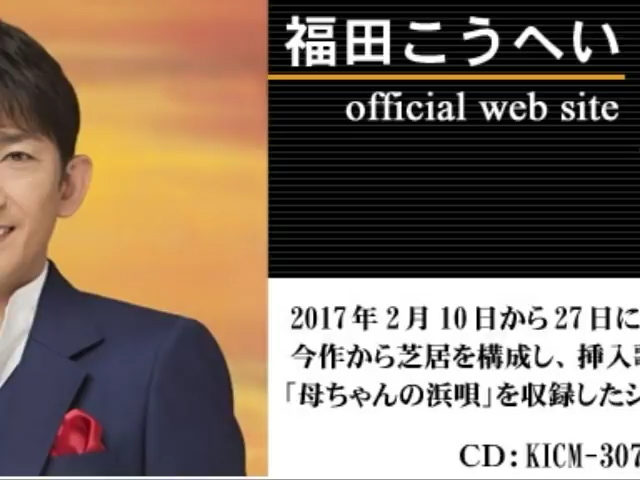 福田こうへい
official web site
2017年2月10日から27日に
今作から芝居を構成し、挿入歌
「母ちゃんの浜唄」を収録したシ
CD:KICM-307